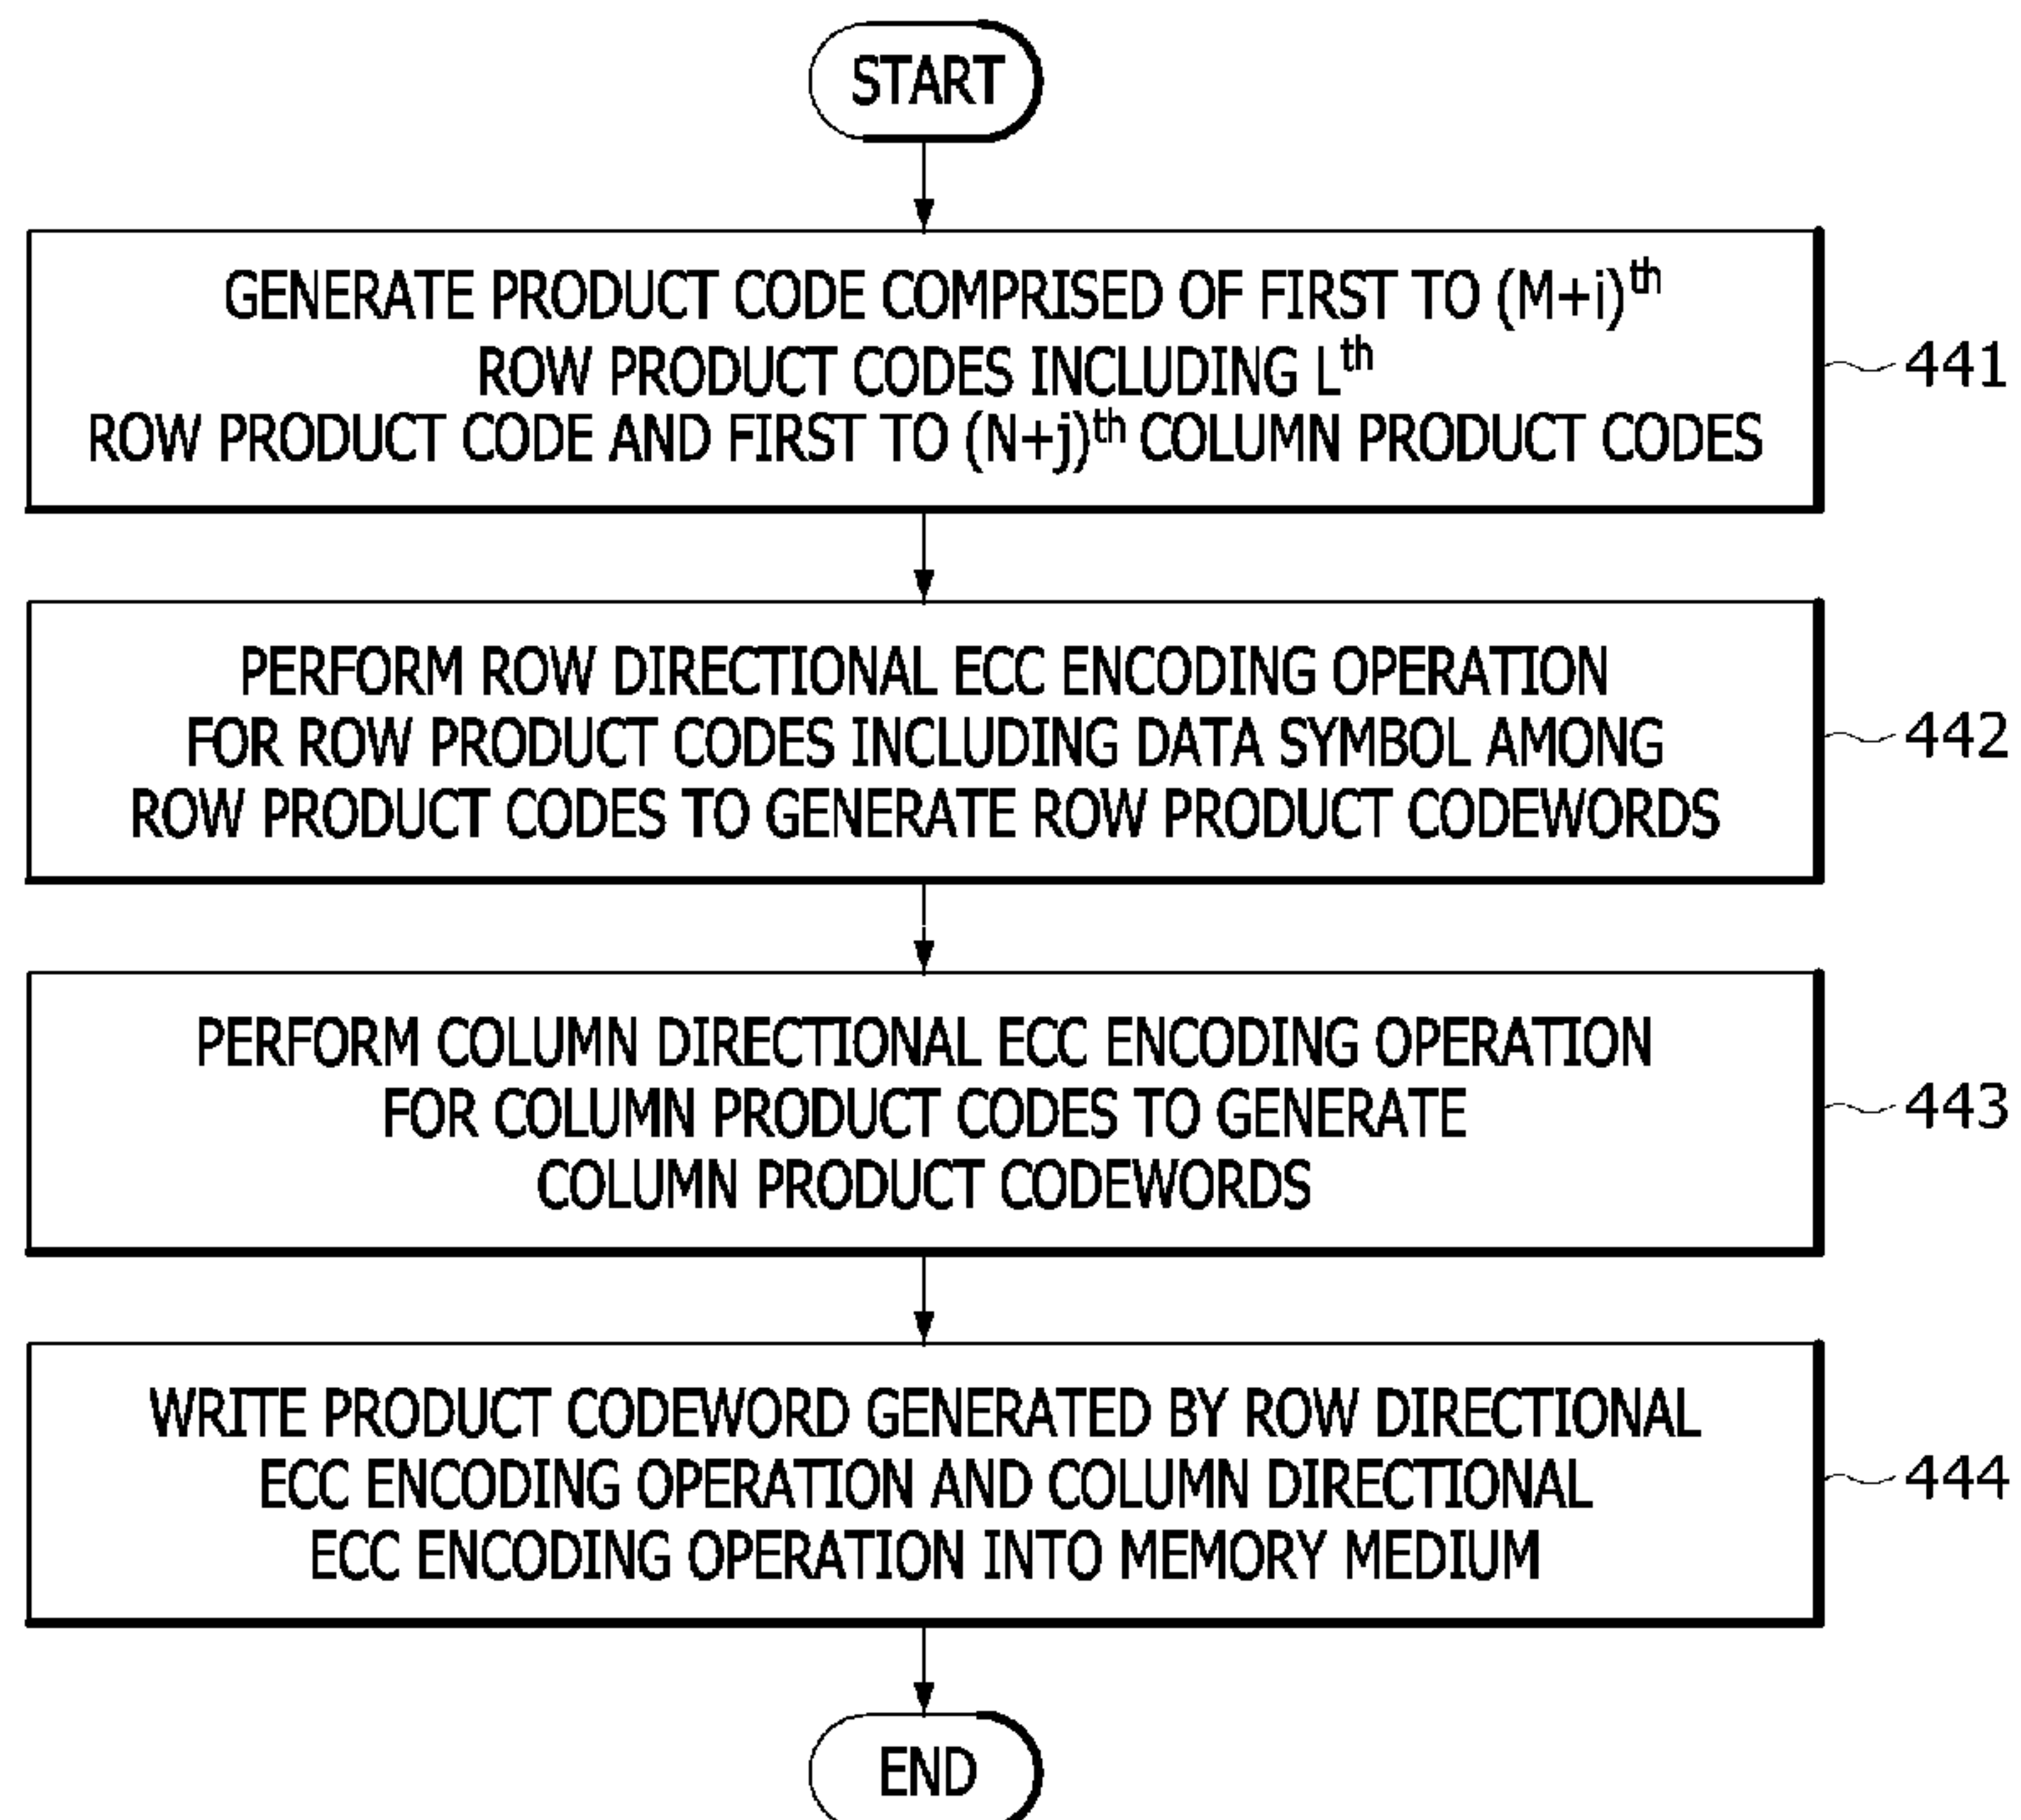 START
GENERATE PRODUCT CODE COMPRISED OF FIRST TO (M+i)th
ROW PRODUCT CODES INCLUDING Lth
ROW PRODUCT CODE AND FIRST TO (N+j)th COLUMN PRODUCT CODES
441
PERFORM ROW DIRECTIONAL ECC ENCODING OPERATION
FOR ROW PRODUCT CODES INCLUDING DATA SYMBOL AMONG
ROW PRODUCT CODES TO GENERATE ROW PRODUCT CODEWORDS
442
PERFORM COLUMN DIRECTIONAL ECC ENCODING OPERATION
FOR COLUMN PRODUCT CODES TO GENERATE
COLUMN PRODUCT CODEWORDS
443
WRITE PRODUCT CODEWORD GENERATED BY ROW DIRECTIONAL
ECC ENCODING OPERATION AND COLUMN DIRECTIONAL
ECC ENCODING OPERATION INTO MEMORY MEDIUM
444
END